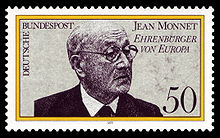 DEUTSCHE BUNDESPOST
JEAN MONNET
EHRENBÜRGER
VON EUROPA
50